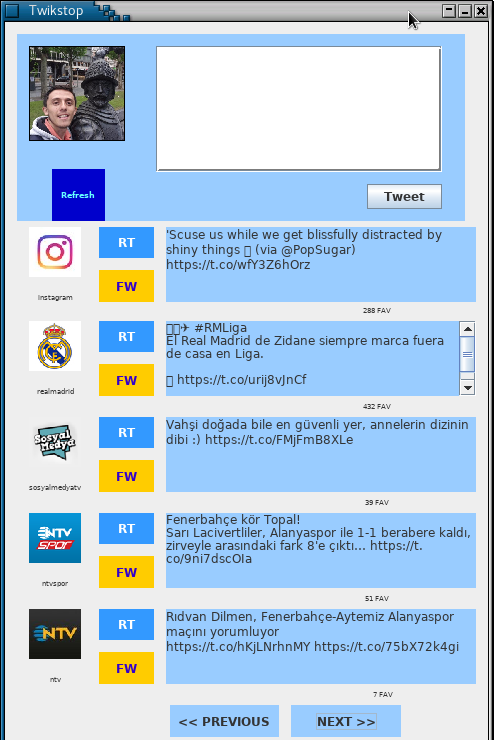 Twikstop
Refresh
Tweet
'Scuse us while we get blissfully distracted by
shiny things (via @PopSugar)
https://t.co/wfY3Z6hOrz
RT
FW
instagram
288 FAV
✈ #RMLiga
El Real Madrid de Zidane siempre marca fuera
de casa en Liga.
https://t.co/urij8vJnCf
RT
FW
realmadrid
432 FAV
Vahşi doğada bile en güvenli yer, annelerin dizinin
dibi :) https://t.co/FMjFmB8XLe
Sosyal
Medya
RT
FW
sosyalmedyatv
39 FAV
Fenerbahçe kör Topal!
Sarı Lacivertliler, Alanyaspor ile 1-1 berabere kaldı,
zirveyle arasındaki fark 8'e çıktı... https://t.
co/9ni7dscOIa
NTV
SPOR
RT
FW
ntvspor
51 FAV
Rıdvan Dilmen, Fenerbahçe-Aytemiz Alanyaspor
maçını yorumluyor
https://t.co/hKjLNrhnMY https://t.co/75bX72k4gi
NTV
RT
FW
ntv
7 FAV
<< PREVIOUS
NEXT >>